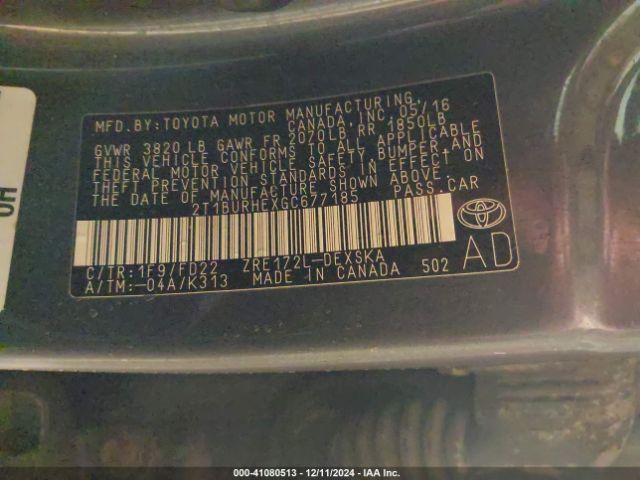 MFD.BY:TOYOTA MOTOR MANUFACTURING,
CANADA,INC. 05/16
GVWR 3820 LB GAWR FR 2070LB RR 1850LB
THIS VEHICLE CONFORMS TO ALL APPLICABLE
FEDERAL MOTOR VEHICLE SAFETY, BUMPER, AND
THEFT PREVENTION STANDARDS IN EFFECT ON
THE DATE OF MANUFACTURE SHOWN ABOVE.
2T1BURHEXGC677185 PASS.CAR
C/TR:1F9/FD22 ZRE172L-DEXSKA
A/TM:-04A/K313 MADE IN CANADA 502
AD
HO
000-41080513 - 12/11/2024 - IAA Inc.